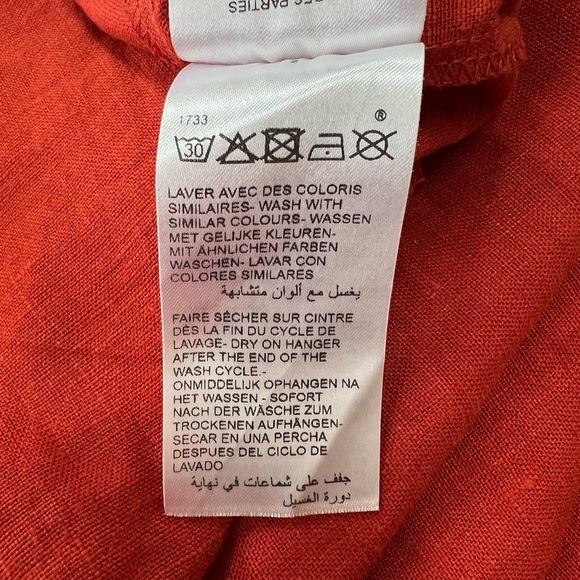 DES PARTIES
1733
®
30
LAVER AVEC DES COLORIS
SIMILAIRES- WASH WITH
SIMILAR COLOURS- WASSEN
MET GELIJKE KLEUREN-
MIT ÄHNLICHEN FARBEN
WASCHEN- LAVAR CON
COLORES SIMILARES
يغسل مع ألوان متشابهة
FAIRE SÉCHER SUR CINTRE
DÈS LA FIN DU CYCLE DE
LAVAGE- DRY ON HANGER
AFTER THE END OF THE
WASH CYCLE.-
ONMIDDELIJK OPHANGEN NA
HET WASSEN - SOFORT
NACH DER WÄSCHE ZUM
TROCKENEN AUFHÄNGEN-
SECAR EN UNA PERCHA
DESPUES DEL CICLO DE
LAVADO
جفف على شماعات في نهاية
دورة الغسيل